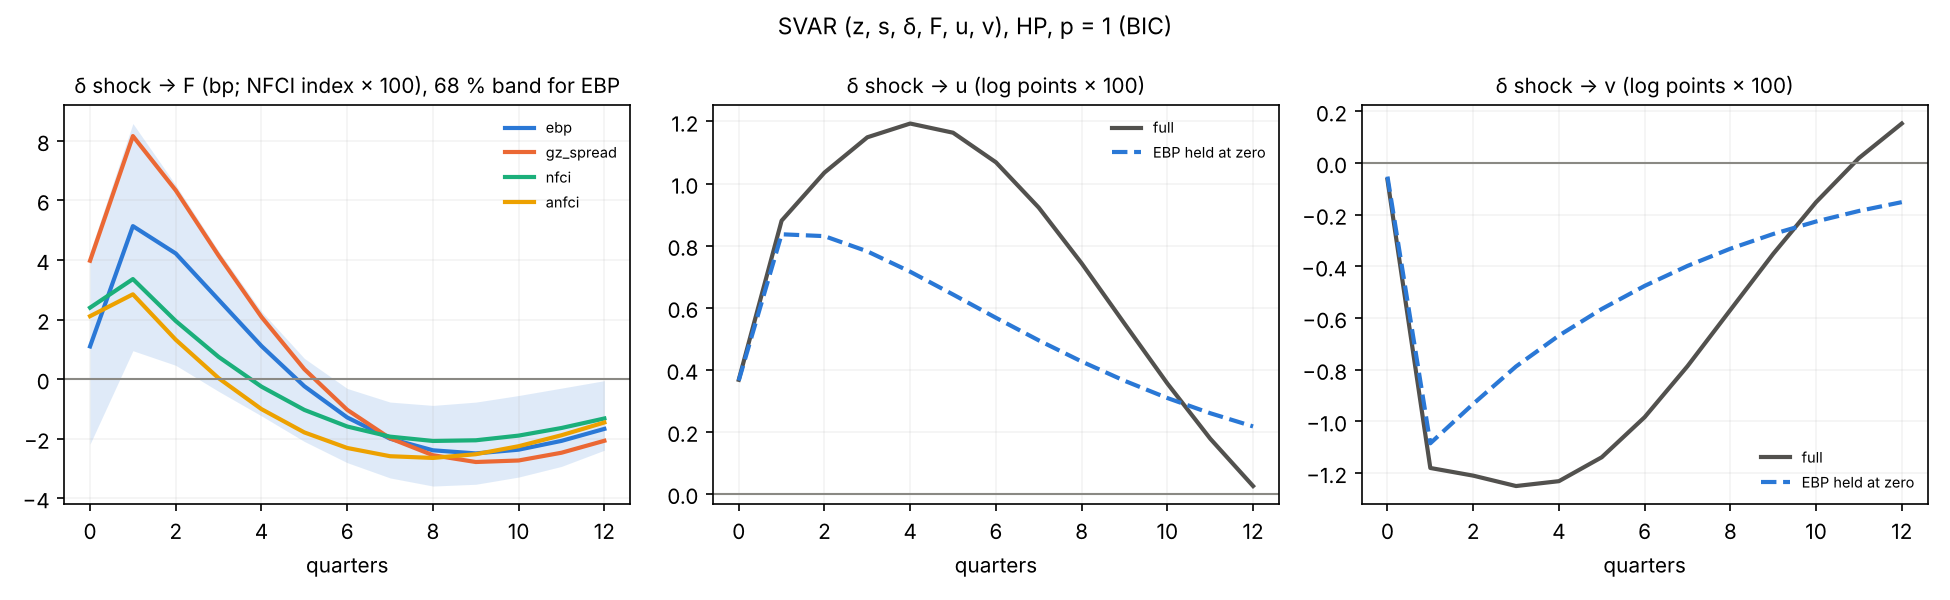 SVAR (z, s, δ, F, u, v), HP, p = 1 (BIC)
δ shock → F (bp; NFCI index × 100), 68 % band for EBP
ebp
gz_spread
nfci
anfci
8
6
4
2
0
−2
−4
0 2 4 6 8 10 12
quarters
δ shock → u (log points × 100)
full
EBP held at zero
1.2
1.0
0.8
0.6
0.4
0.2
0.0
0 2 4 6 8 10 12
quarters
δ shock → v (log points × 100)
0.2
0.0
−0.2
−0.4
−0.6
−0.8
−1.0
−1.2
full
EBP held at zero
0 2 4 6 8 10 12
quarters